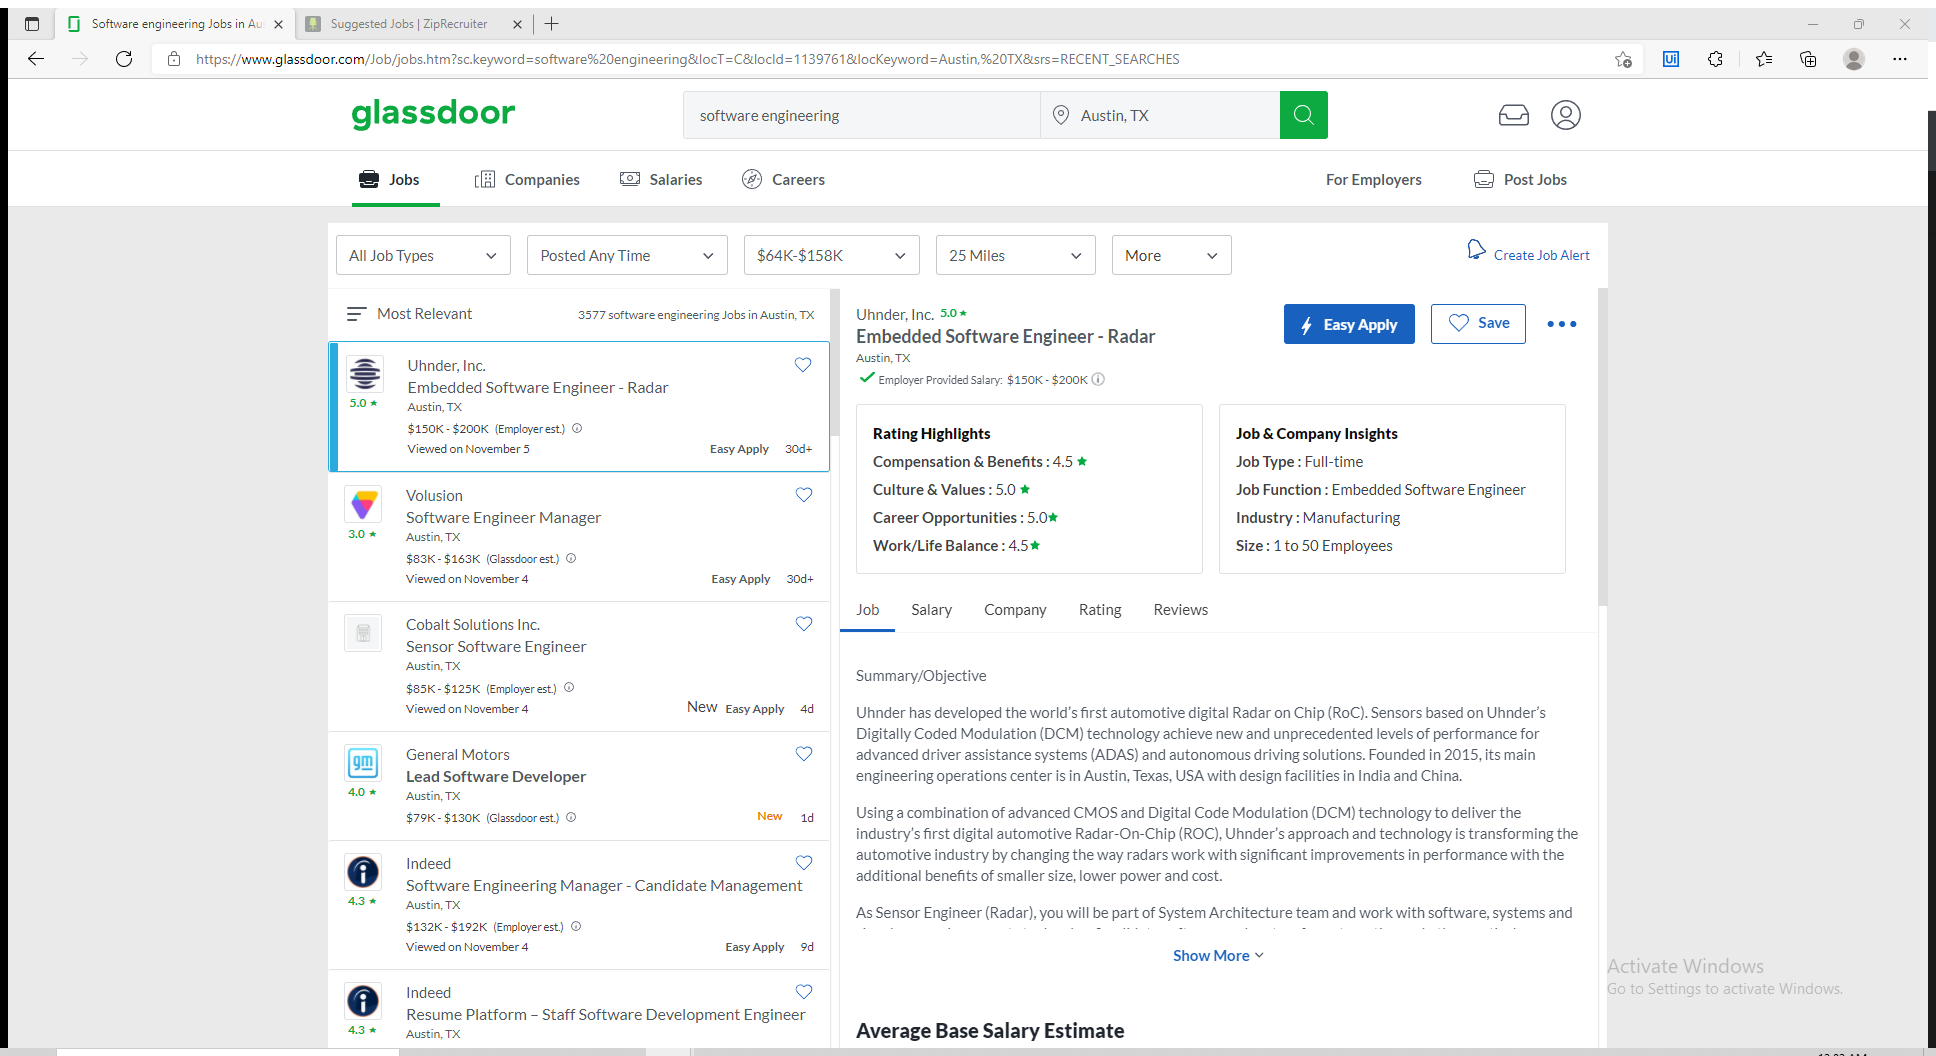 Software engineering Jobs in Au
Suggested Jobs | ZipRecruiter
https://www.glassdoor.com/Job/jobs.htm?sc.keyword=software%20engineering&locT=C&locId=1139761&locKeyword=Austin,%20TX&srs=RECENT_SEARCHES
Ui
glassdoor
software engineering
Austin, TX
Jobs
Companies
Salaries
Careers
For Employers
Post Jobs
All Job Types
Posted Any Time
$64K-$158K
25 Miles
More
Create Job Alert
Most Relevant
3577 software engineering Jobs in Austin, TX
Uhnder, Inc.
Embedded Software Engineer - Radar
5.0 ★
Austin, TX
$150K - $200K (Employer est.)
Viewed on November 5
Easy Apply 30d+
Volusion
Software Engineer Manager
3.0 ★
Austin, TX
$83K - $163K (Glassdoor est.)
Viewed on November 4
Easy Apply 30d+
Cobalt Solutions Inc.
Sensor Software Engineer
Austin, TX
$85K - $125K (Employer est.)
Viewed on November 4
New Easy Apply 4d
gm
General Motors
Lead Software Developer
4.0 ★
Austin, TX
$79K - $130K (Glassdoor est.)
New 1d
Indeed
Software Engineering Manager - Candidate Management
4.3 ★
Austin, TX
$132K - $192K (Employer est.)
Viewed on November 4
Easy Apply 9d
Indeed
Resume Platform – Staff Software Development Engineer
4.3 ★
Austin, TX
Uhnder, Inc. 5.0 ★
Embedded Software Engineer - Radar
Austin, TX
Employer Provided Salary: $150K - $200K
Easy Apply
Save
Rating Highlights
Compensation & Benefits : 4.5 ★
Culture & Values : 5.0 ★
Career Opportunities : 5.0★
Work/Life Balance : 4.5★
Job & Company Insights
Job Type : Full-time
Job Function : Embedded Software Engineer
Industry : Manufacturing
Size : 1 to 50 Employees
Job
Salary
Company
Rating
Reviews
Summary/Objective
Uhnder has developed the world’s first automotive digital Radar on Chip (RoC). Sensors based on Uhnder’s
Digitally Coded Modulation (DCM) technology achieve new and unprecedented levels of performance for
advanced driver assistance systems (ADAS) and autonomous driving solutions. Founded in 2015, its main
engineering operations center is in Austin, Texas, USA with design facilities in India and China.
Using a combination of advanced CMOS and Digital Code Modulation (DCM) technology to deliver the
industry’s first digital automotive Radar-On-Chip (ROC), Uhnder’s approach and technology is transforming the
automotive industry by changing the way radars work with significant improvements in performance with the
additional benefits of smaller size, lower power and cost.
As Sensor Engineer (Radar), you will be part of System Architecture team and work with software, systems and
Show More
Average Base Salary Estimate
Activate Windows
Go to Settings to activate Windows.